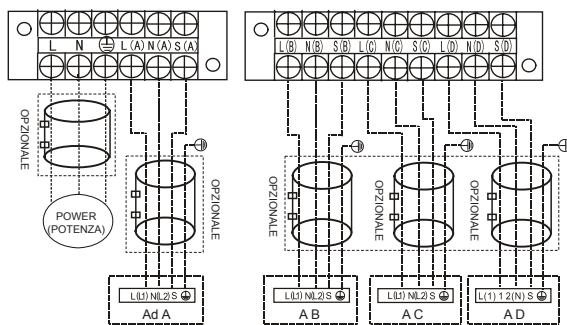 L N L (A) N (A) S (A)
L(B) N(B) S(B) L(C) N(C) S(C) L(D) N(D) S(D)
OPZIONALE
POWER
(POTENZA)
OPZIONALE
OPZIONALE
OPZIONALE
OPZIONALE
L(L1) N(L2) S
Ad A
L(L1) N(L2) S
A B
L(L1) N(L2) S
A C
L(1) 1 2(N) S
A D